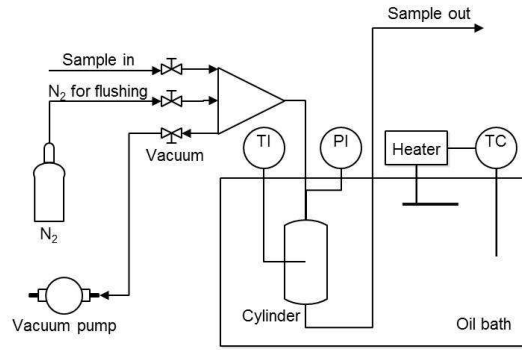 Sample out
Sample in
N₂ for flushing
Vacuum
TI
PI
Heater
TC
N₂
Cylinder
Vacuum pump
Oil bath